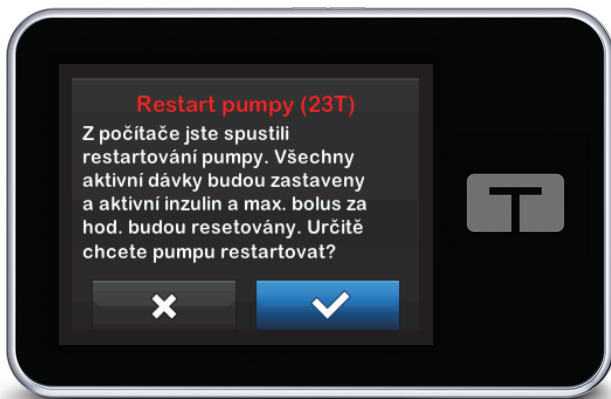 Restart pumpy (23T)
Z počítače jste spustili
restartování pumpy. Všechny
aktivní dávky budou zastaveny
a aktivní inzulin a max. bolus za
hod. budou resetovány. Určitě
chcete pumpu restartovat?